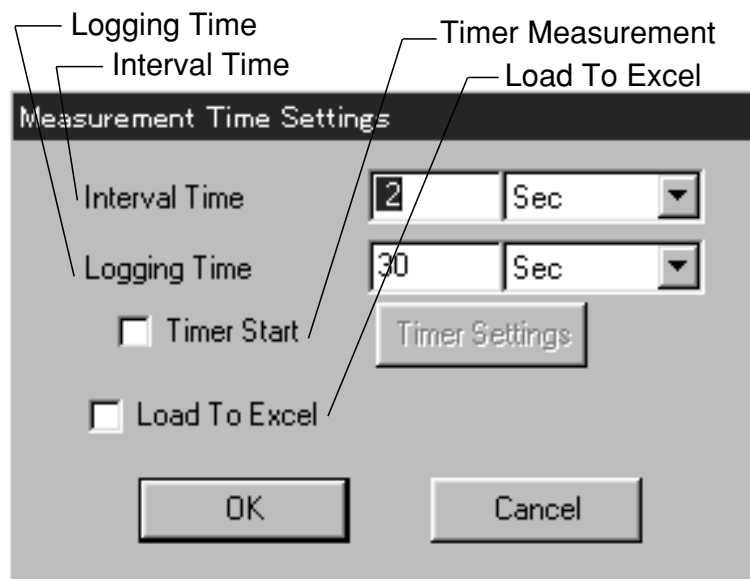 Logging Time
Timer Measurement
Interval Time
Load To Excel
Measurement Time Settings
Interval Time 2 Sec
Logging Time 30 Sec
Timer Start Timer Settings
Load To Excel
OK Cancel